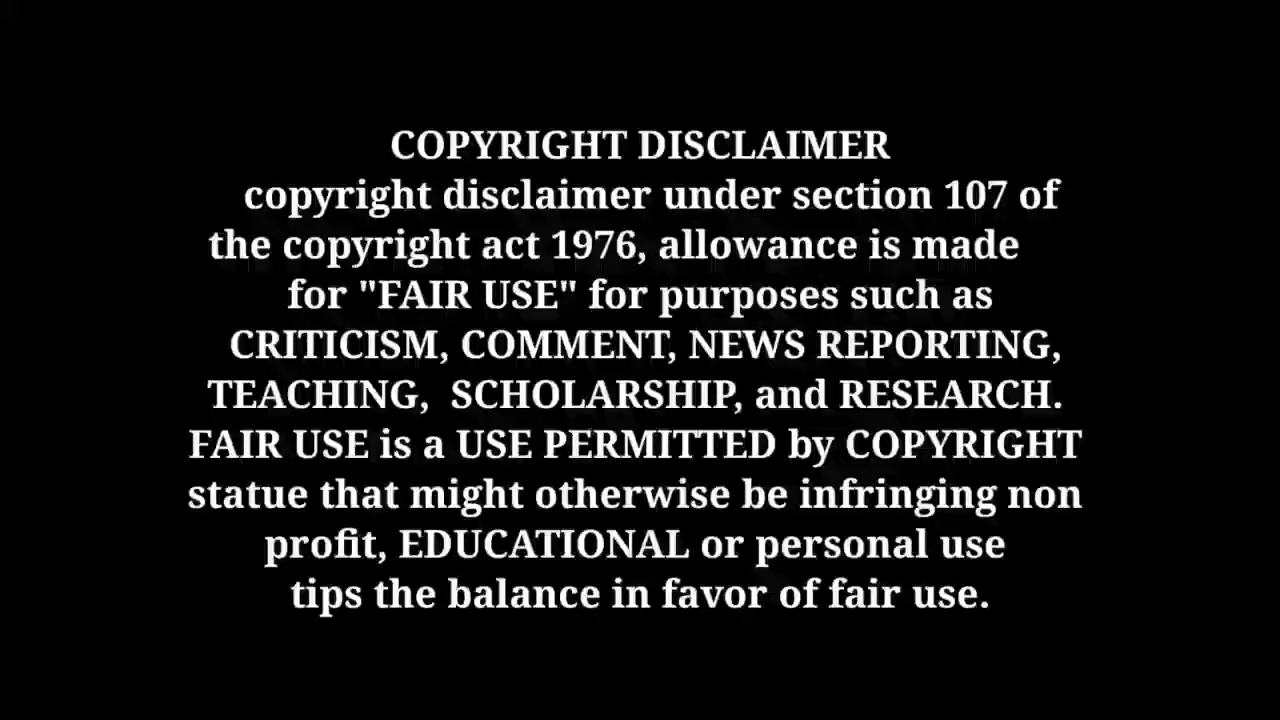 COPYRIGHT DISCLAIMER
copyright disclaimer under section 107 of
the copyright act 1976, allowance is made
for "FAIR USE" for purposes such as
CRITICISM, COMMENT, NEWS REPORTING,
TEACHING,  SCHOLARSHIP, and RESEARCH.
FAIR USE is a USE PERMITTED by COPYRIGHT
statue that might otherwise be infringing non
profit, EDUCATIONAL or personal use
tips the balance in favor of fair use.